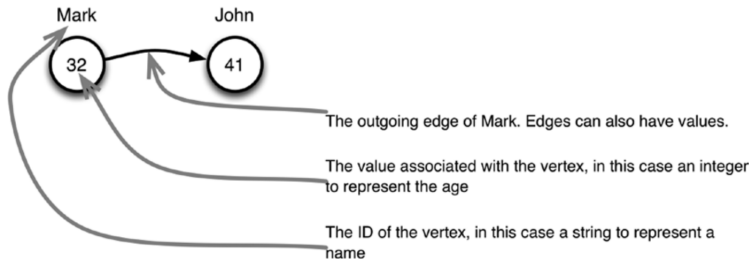 Mark John
32 41
The outgoing edge of Mark. Edges can also have values.
The value associated with the vertex, in this case an integer
to represent the age
The ID of the vertex, in this case a string to represent a
name